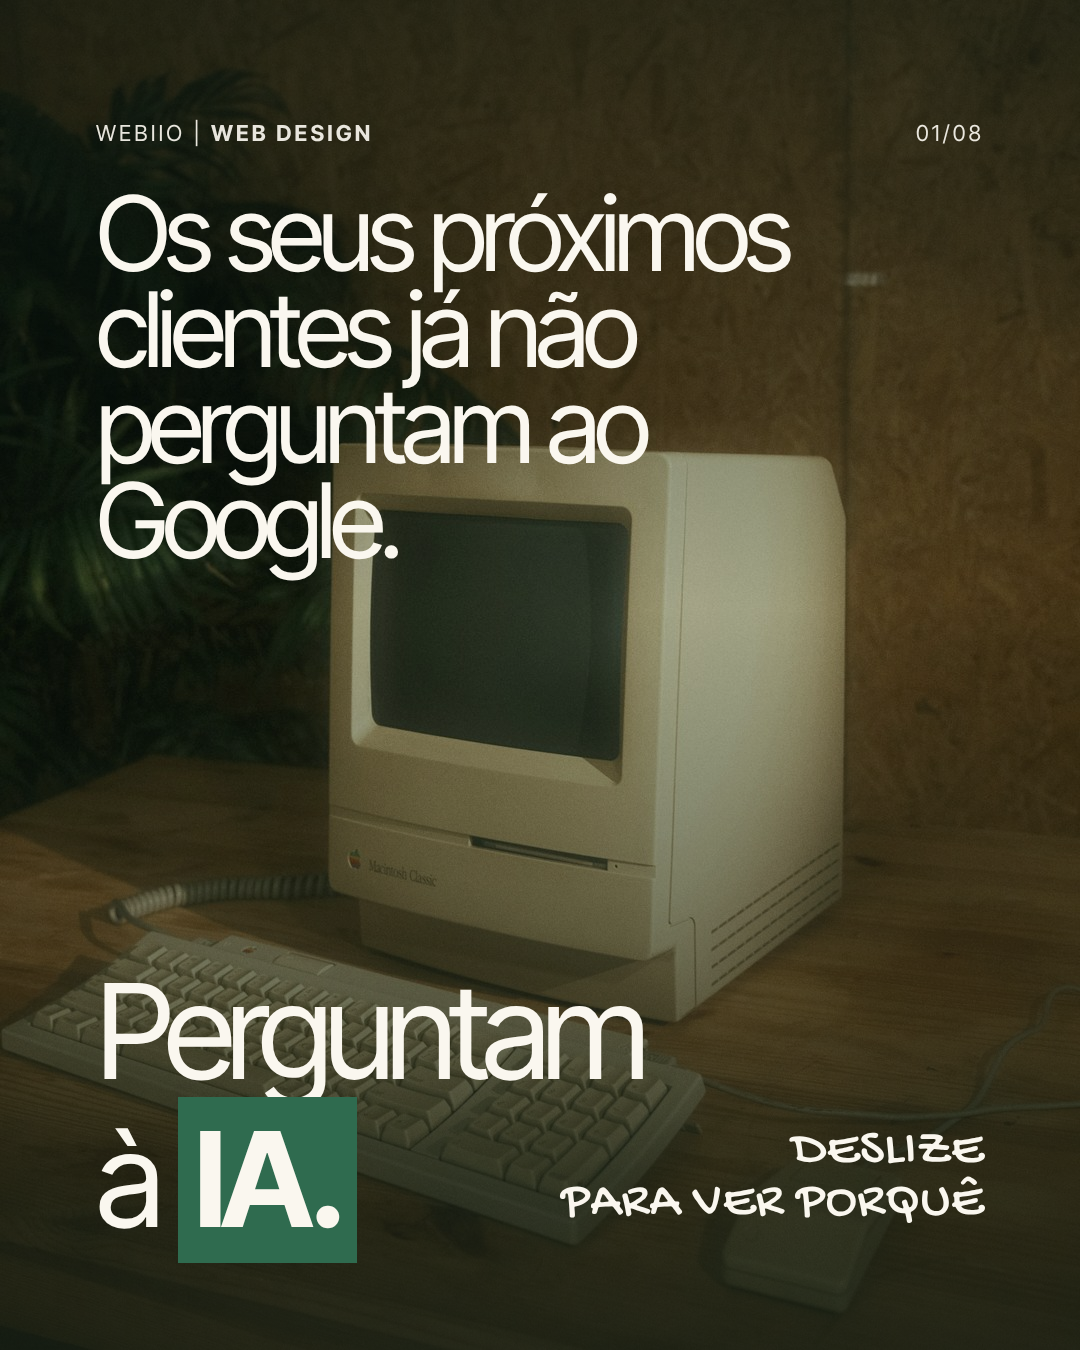 WEBIIO | WEB DESIGN
01/08
Os seus próximos
clientes já não
perguntam ao
Google.
Macintosh Classic
Perguntam
à IA.
DESLIZE
PARA VER PORQUÊ